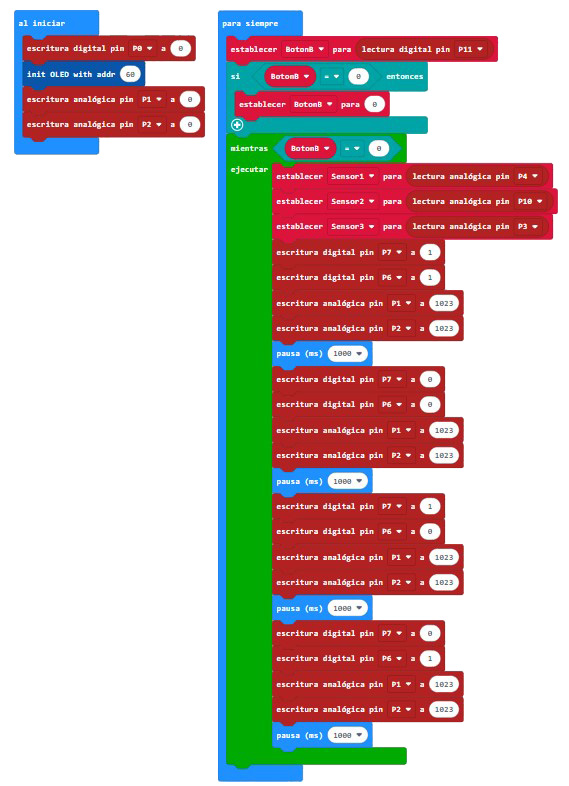 al iniciar
escritura digital pin P0 a 0
init OLED with addr 60
escritura analógica pin P1 a 0
escritura analógica pin P2 a 0
para siempre
establecer BotonB para lectura digital pin P11
si BotonB = 0 entonces
establecer BotonB para 0
mientras BotonB = 0
ejecutar
establecer Sensor1 para lectura analógica pin P4
establecer Sensor2 para lectura analógica pin P10
establecer Sensor3 para lectura analógica pin P3
escritura digital pin P7 a 1
escritura digital pin P6 a 1
escritura analógica pin P1 a 1023
escritura analógica pin P2 a 1023
pausa (ms) 1000
escritura digital pin P7 a 0
escritura digital pin P6 a 0
escritura analógica pin P1 a 1023
escritura analógica pin P2 a 1023
pausa (ms) 1000
escritura digital pin P7 a 1
escritura digital pin P6 a 0
escritura analógica pin P1 a 1023
escritura analógica pin P2 a 1023
pausa (ms) 1000
escritura digital pin P7 a 0
escritura digital pin P6 a 1
escritura analógica pin P1 a 1023
escritura analógica pin P2 a 1023
pausa (ms) 1000